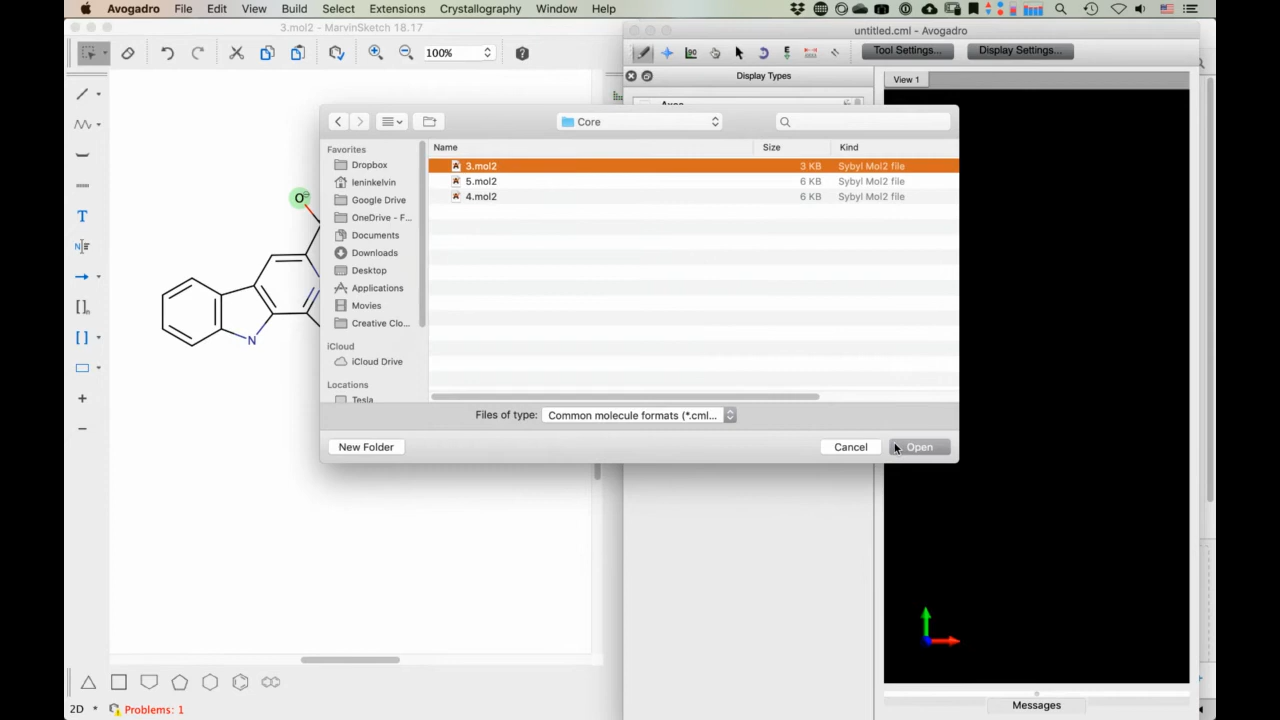 Avogadro File Edit View Build Select Extensions Crystallography Window Help
3.mol2 - MarvinSketch 18.17
untitled.cml - Avogadro
100%
Tool Settings...
Display Settings...
Display Types
View 1
Axes
Core
Name Size Kind
Favorites
Dropbox
leninkelvin
Google Drive
OneDrive - F...
Documents
Downloads
Desktop
Applications
Movies
Creative Clo...
iCloud
iCloud Drive
Locations
Tesla
3.mol2 3 KB Sybyl Mol2 file
5.mol2 6 KB Sybyl Mol2 file
4.mol2 6 KB Sybyl Mol2 file
Files of type: Common molecule formats (*.cml...
New Folder
Cancel
Open
O
N
T
2D *
Problems: 1
Messages